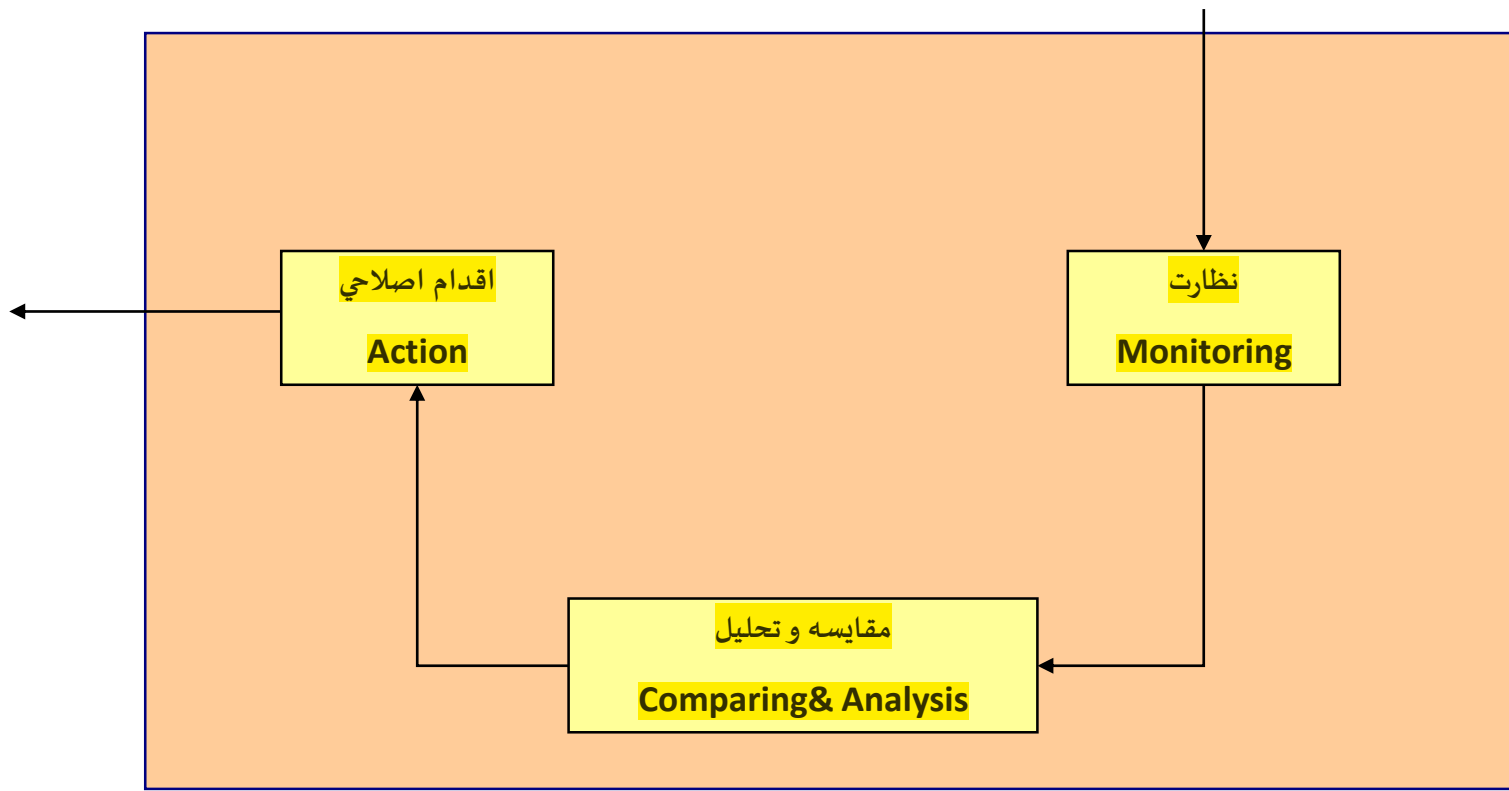 اقدام اصلاحي
Action
نظارت
Monitoring
مقايسه و تحليل
Comparing& Analysis